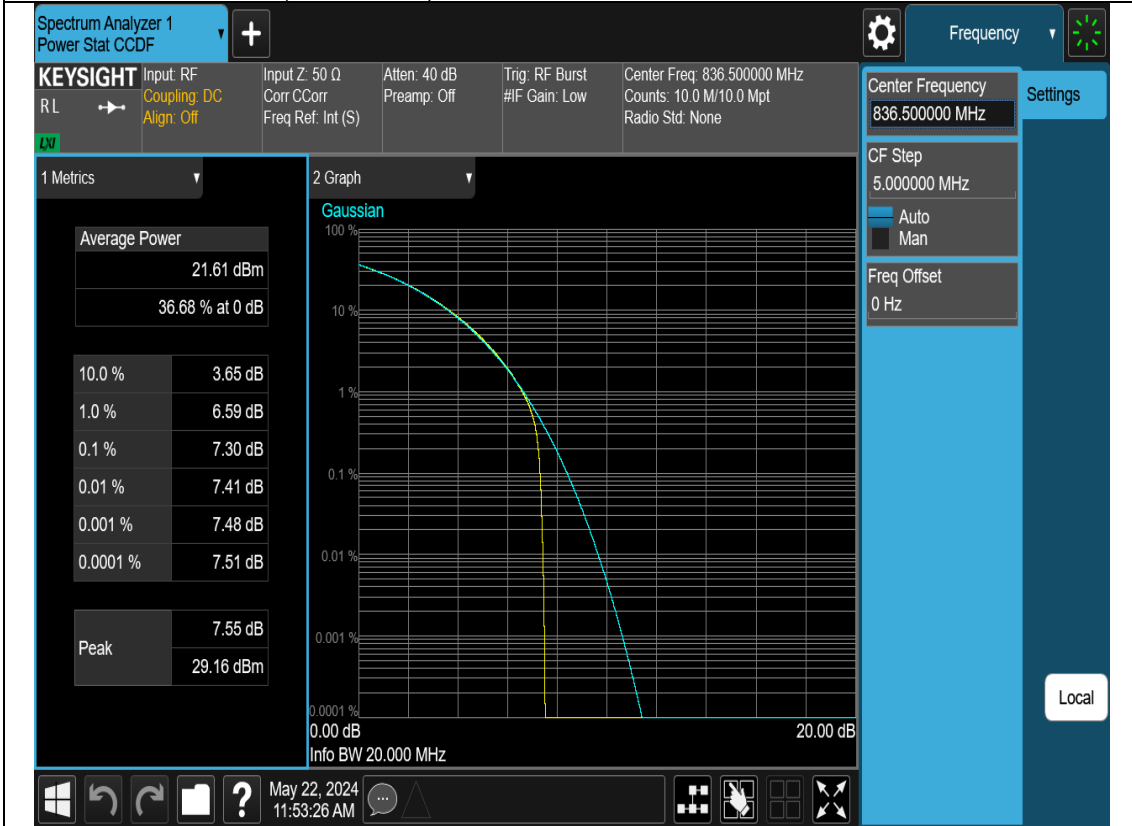 Spectrum Analyzer 1
Power Stat CCDF
+
Frequency
KEYSIGHT
RL
LXI
Input: RF
Coupling: DC
Align: Off
Input Z: 50 Ω
Corr CCorr
Freq Ref: Int (S)
Atten: 40 dB
Preamp: Off
Trig: RF Burst
#IF Gain: Low
Center Freq: 836.500000 MHz
Counts: 10.0 M/10.0 Mpt
Radio Std: None
Center Frequency
836.500000 MHz
Settings
CF Step
5.000000 MHz
Auto
Man
Freq Offset
0 Hz
1 Metrics
Average Power
21.61 dBm
36.68 % at 0 dB
10.0 % 3.65 dB
1.0 % 6.59 dB
0.1 % 7.30 dB
0.01 % 7.41 dB
0.001 % 7.48 dB
0.0001 % 7.51 dB
Peak
7.55 dB
29.16 dBm
2 Graph
Gaussian
100 %
10 %
1 %
0.1 %
0.01 %
0.001 %
0.0001 %
0.00 dB 20.00 dB
Info BW 20.000 MHz
Local
?
May 22, 2024
11:53:26 AM